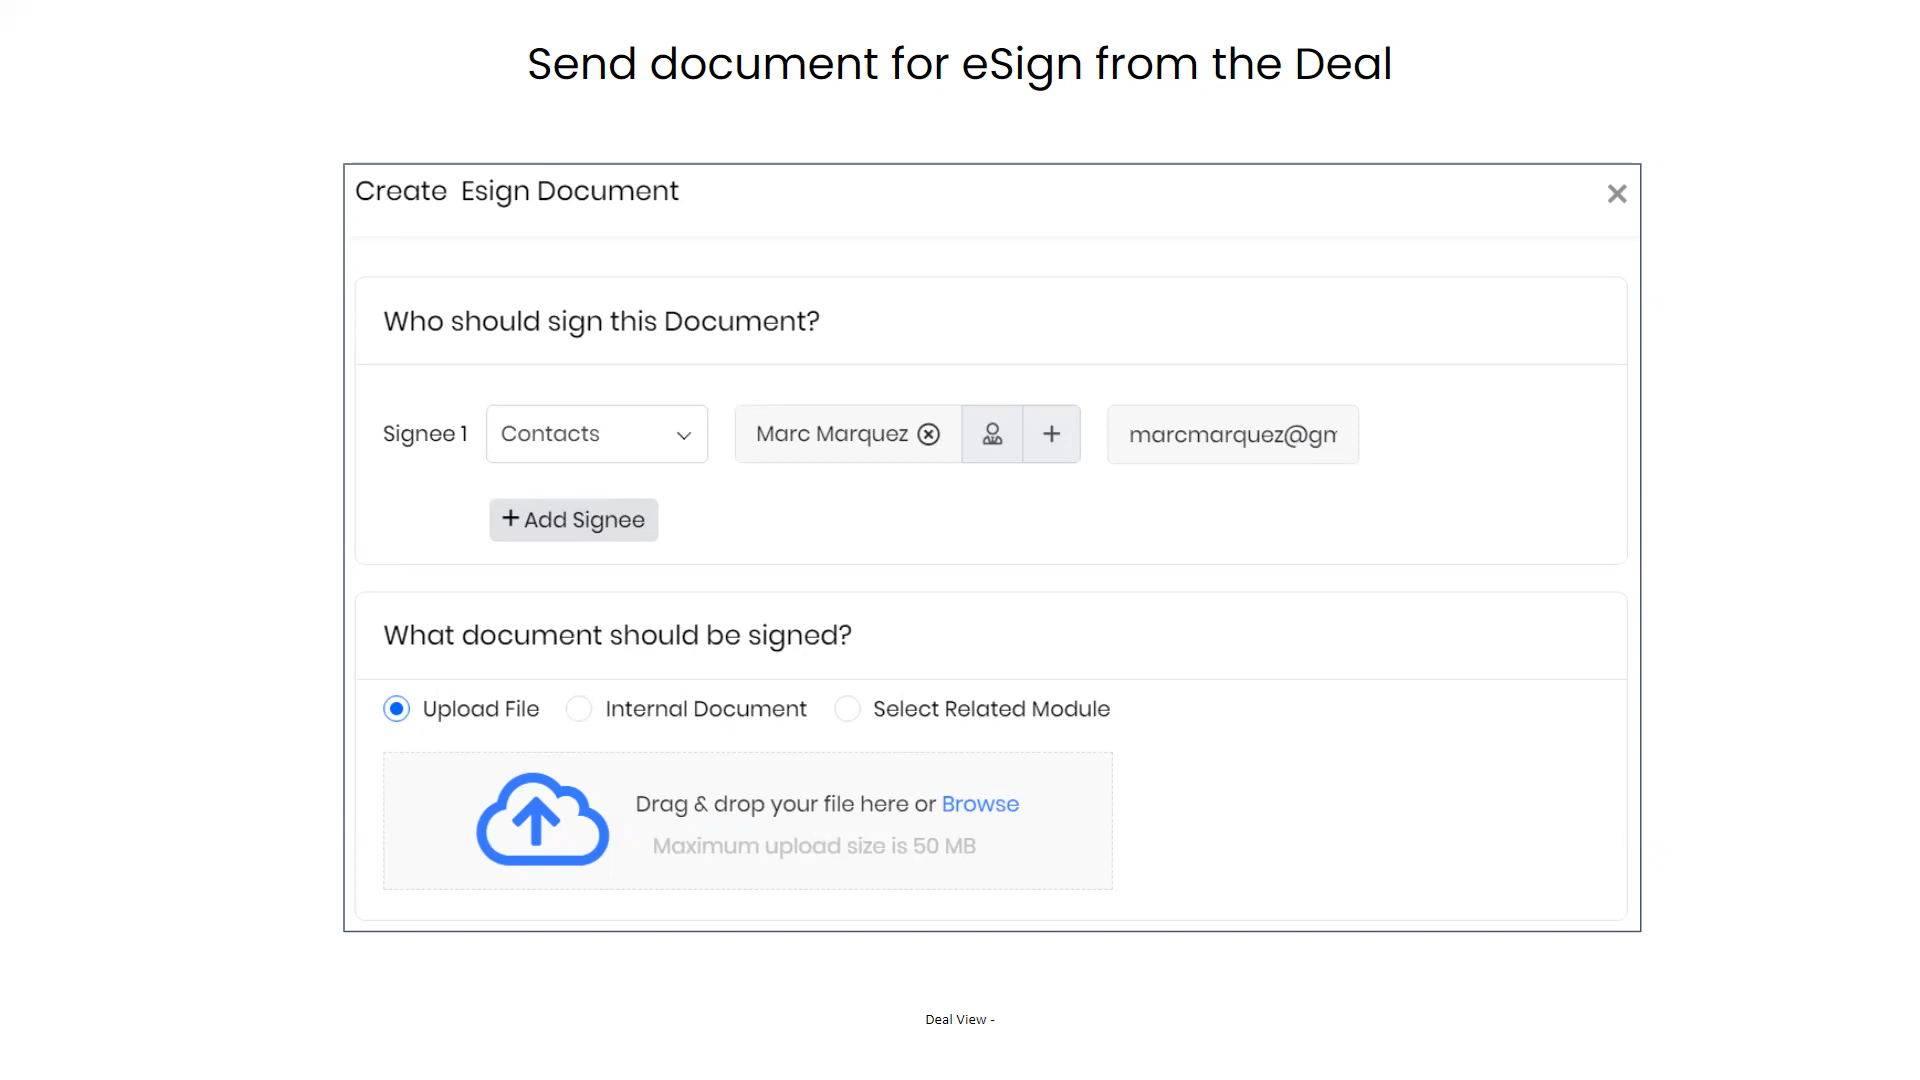 Send document for eSign from the Deal
Create Esign Document
Who should sign this Document?
Signee 1 Contacts Marc Marquez marcmarquez@gm
+ Add Signee
What document should be signed?
Upload File Internal Document Select Related Module
Drag & drop your file here or Browse
Maximum upload size is 50 MB
Deal View -